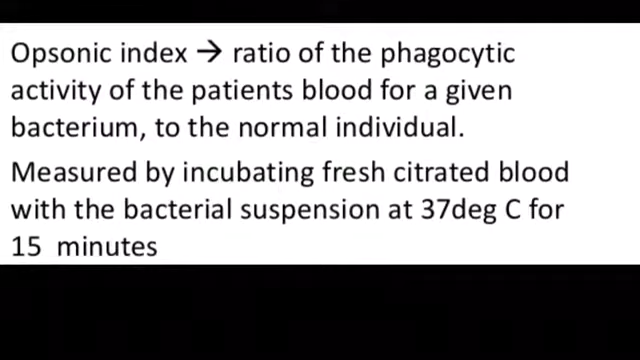 Opsonic index → ratio of the phagocytic
activity of the patients blood for a given
bacterium, to the normal individual.
Measured by incubating fresh citrated blood
with the bacterial suspension at 37deg C for
15  minutes